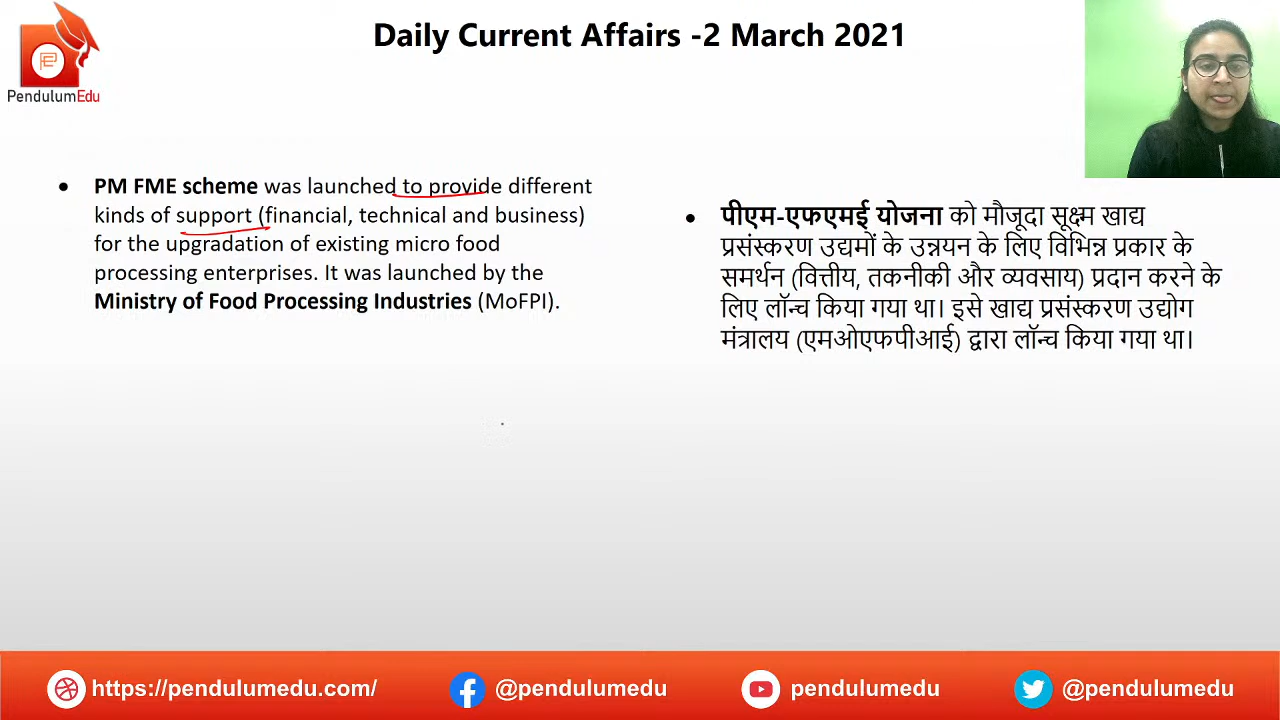 Daily Current Affairs -2 March 2021
PendulumEdu
• PM FME scheme was launched to provide different
kinds of support (financial, technical and business)
for the upgradation of existing micro food
processing enterprises. It was launched by the
Ministry of Food Processing Industries (MoFPI).
• पीएम-एफएमई योजना को मौजूदा सूक्ष्म खाद्य
प्रसंस्करण उद्यमों के उन्नयन के लिए विभिन्न प्रकार के
समर्थन (वित्तीय, तकनीकी और व्यवसाय) प्रदान करने के
लिए लॉन्च किया गया था। इसे खाद्य प्रसंस्करण उद्योग
मंत्रालय (एमओएफपीआई) द्वारा लॉन्च किया गया था।
https://pendulumedu.com/
@pendulumedu
pendulumedu
@pendulumedu